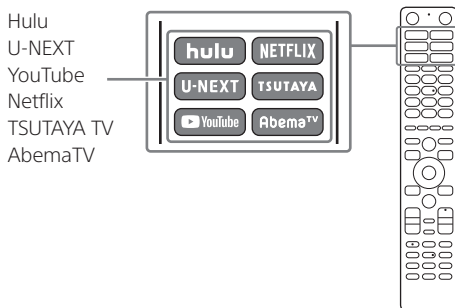 Hulu
U-NEXT
YouTube
Netflix
TSUTAYA TV
AbemaTV
hulu
NETFLIX
U-NEXT
TSUTAYA
YouTube
AbemaTV